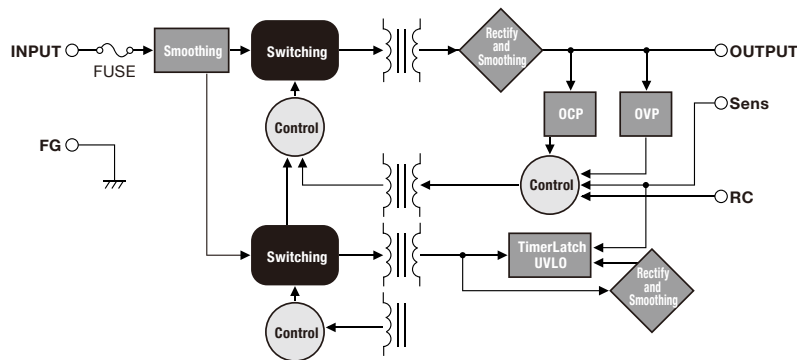 INPUT
FUSE
Smoothing
Switching
Rectify
and
Smoothing
OUTPUT
OCP
OVP
Sens
Control
FG
Control
RC
Switching
TimerLatch
UVLO
Rectify
and
Smoothing
Control